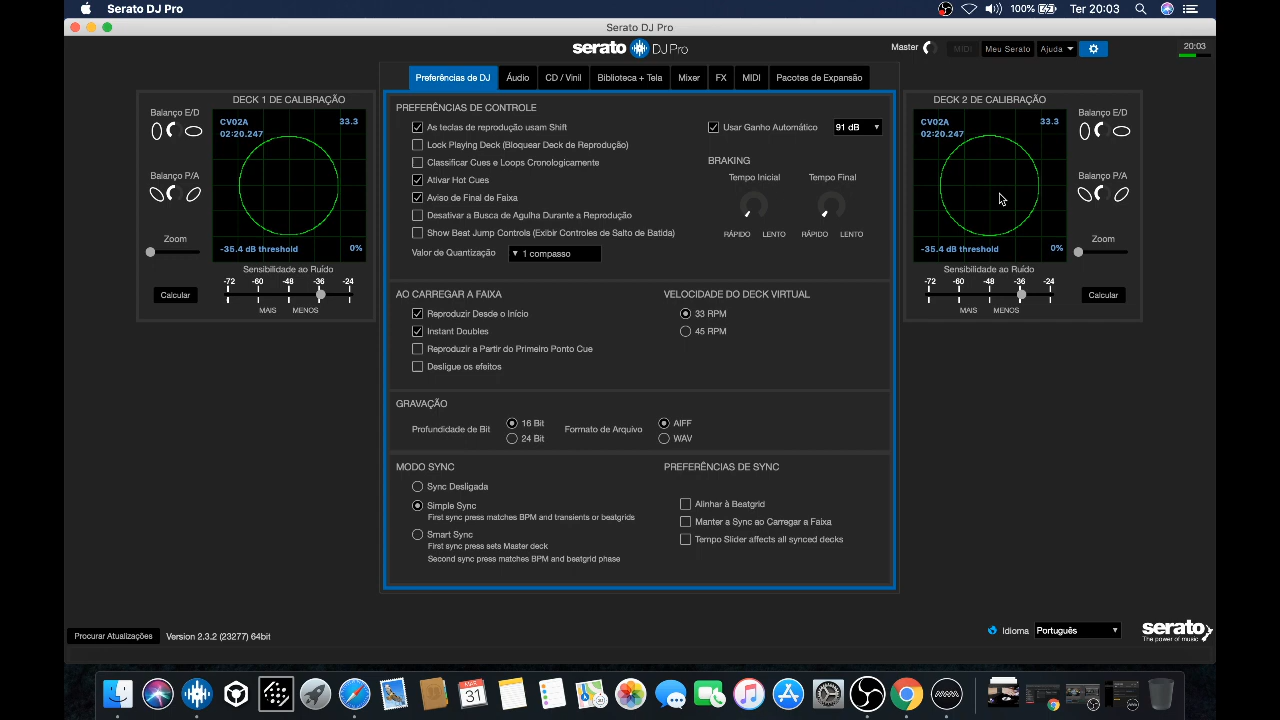 Serato DJ Pro
100%
Ter 20:03
Serato DJ Pro
serato DJ Pro
Master
MIDI
Meu Serato
Ajuda
20:03
Preferências de DJ
Áudio
CD / Vinil
Biblioteca + Tela
Mixer
FX
MIDI
Pacotes de Expansão
DECK 1 DE CALIBRAÇÃO
Balanço E/D
CV02A
33.3
02:20.247
Balanço P/A
Zoom
-35.4 dB threshold
0%
Sensibilidade ao Ruído
-72 -60 -48 -36 -24
MAIS MENOS
Calcular
PREFERÊNCIAS DE CONTROLE
As teclas de reprodução usam Shift
Lock Playing Deck (Bloquear Deck de Reprodução)
Classificar Cues e Loops Cronologicamente
Ativar Hot Cues
Aviso de Final de Faixa
Desativar a Busca de Agulha Durante a Reprodução
Show Beat Jump Controls (Exibir Controles de Salto de Batida)
Valor de Quantização
1 compasso
Usar Ganho Automático
91 dB
BRAKING
Tempo Inicial
Tempo Final
RÁPIDO LENTO
RÁPIDO LENTO
AO CARREGAR A FAIXA
Reproduzir Desde o Início
Instant Doubles
Reproduzir a Partir do Primeiro Ponto Cue
Desligue os efeitos
VELOCIDADE DO DECK VIRTUAL
33 RPM
45 RPM
GRAVAÇÃO
Profundidade de Bit
16 Bit
24 Bit
Formato de Arquivo
AIFF
WAV
MODO SYNC
Sync Desligada
Simple Sync
First sync press matches BPM and transients or beatgrids
Smart Sync
First sync press sets Master deck
Second sync press matches BPM and beatgrid phase
PREFERÊNCIAS DE SYNC
Alinhar à Beatgrid
Manter a Sync ao Carregar a Faixa
Tempo Slider affects all synced decks
DECK 2 DE CALIBRAÇÃO
CV02A
33.3
02:20.247
Balanço E/D
Balanço P/A
Zoom
-35.4 dB threshold
0%
Sensibilidade ao Ruído
-72 -60 -48 -36 -24
MAIS MENOS
Calcular
Procurar Atualizações
Version 2.3.2 (23277) 64bit
Idioma
Português
serato
The power of music.
31